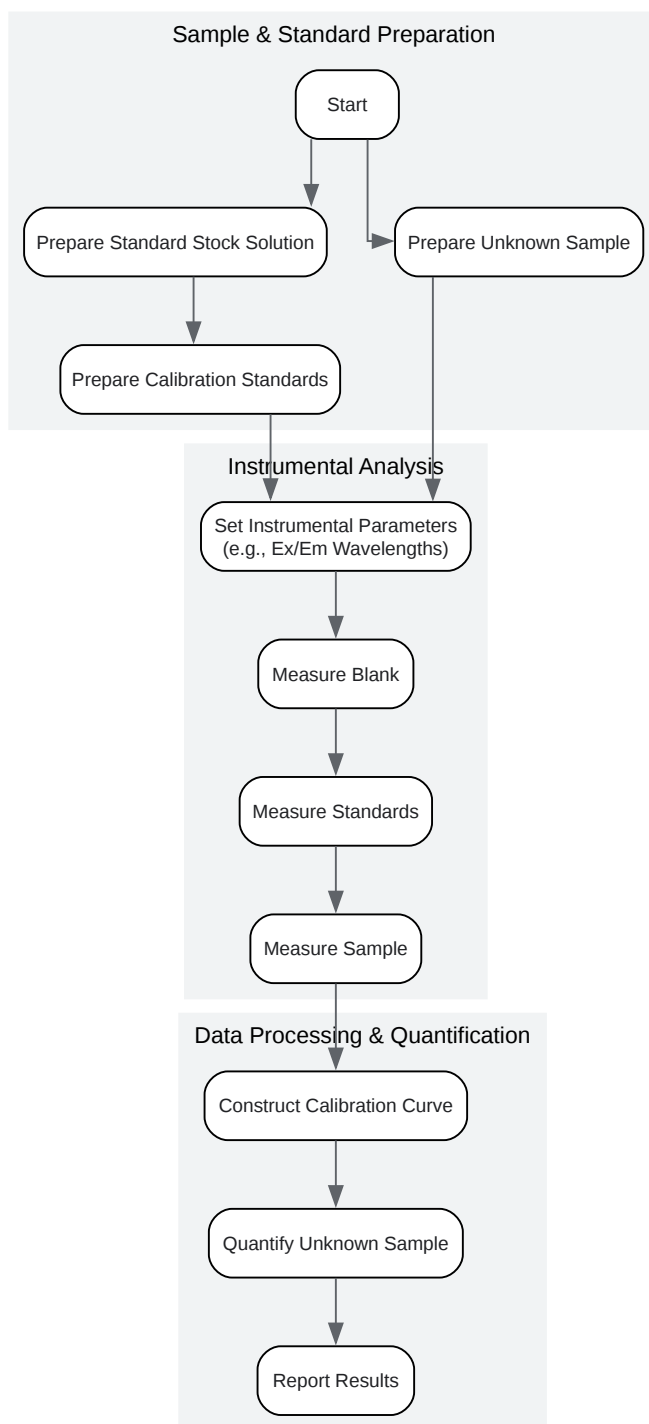 Sample & Standard Preparation
Start
Prepare Standard Stock Solution
Prepare Unknown Sample
Prepare Calibration Standards
Instrumental Analysis
Set Instrumental Parameters
(e.g., Ex/Em Wavelengths)
Measure Blank
Measure Standards
Measure Sample
Data Processing & Quantification
Construct Calibration Curve
Quantify Unknown Sample
Report Results